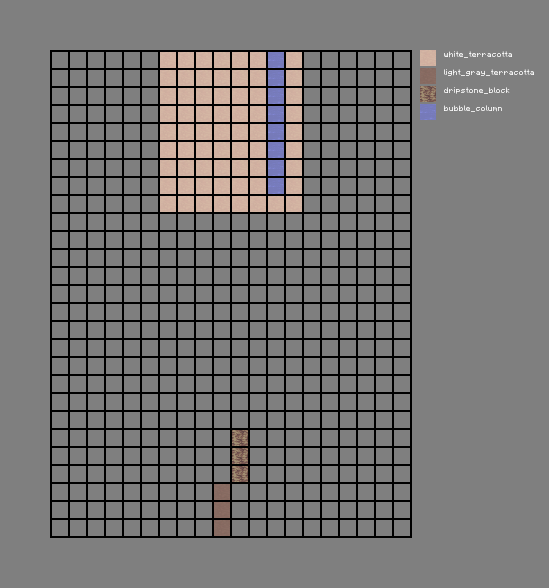 white_terracotta
light_gray_terracotta
dripstone_block
bubble_column